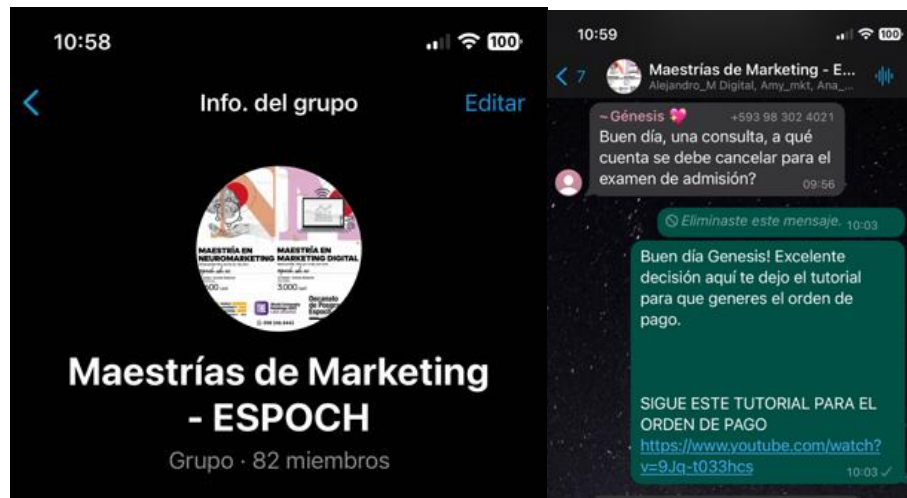 10:58
100
Info. del grupo
Editar
MAESTRÍA EN
NEUROMARKETING
MAESTRÍA EN
MARKETING DIGITAL
3.000
Decanato
de Posgrado
Espoch
Maestrías de Marketing
- ESPOCH
Grupo · 82 miembros
10:59
100
7
Maestrías de Marketing - E...
Alejandro_M Digital, Amy_mkt, Ana_...
~Génesis 💖 +593 98 302 4021
Buen día, una consulta, a qué
cuenta se debe cancelar para el
examen de admisión?
09:56
Eliminaste este mensaje. 10:03
Buen día Genesis! Excelente
decisión aquí te dejo el tutorial
para que generes el orden de
pago.
SIGUE ESTE TUTORIAL PARA EL
ORDEN DE PAGO
https://www.youtube.com/watch?
v=9Jq-t033hcs
10:03